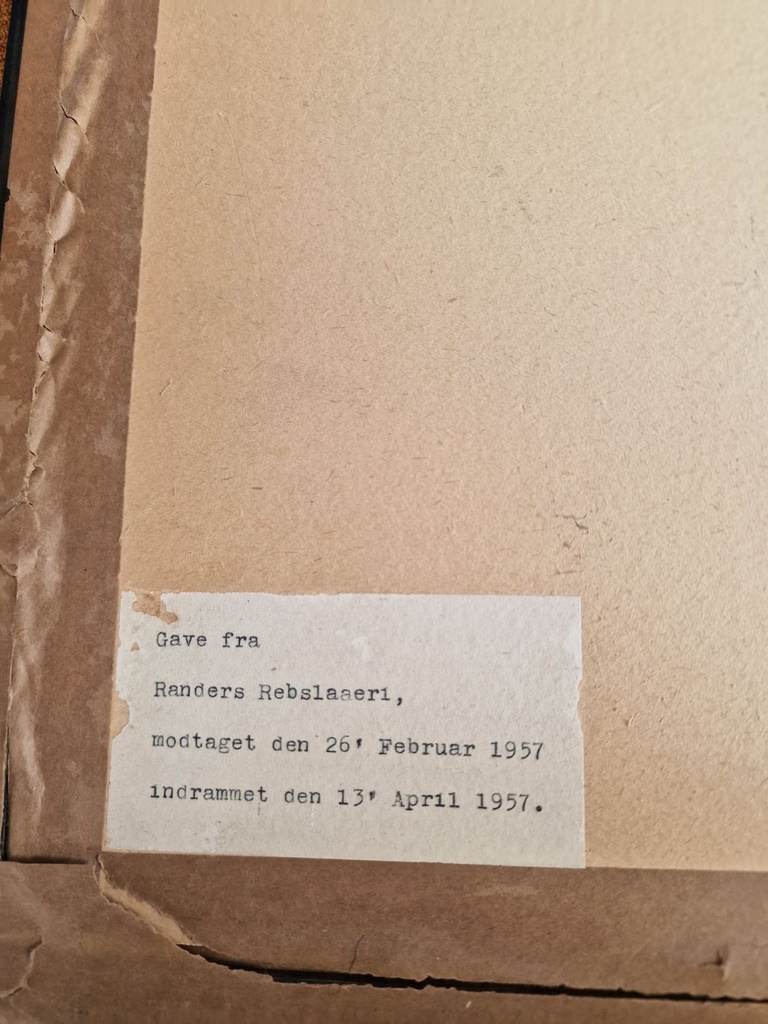 Gave fra
Randers Rebslaaeri,
modtaget den 26' Februar 1957
indrammet den 13' April 1957.